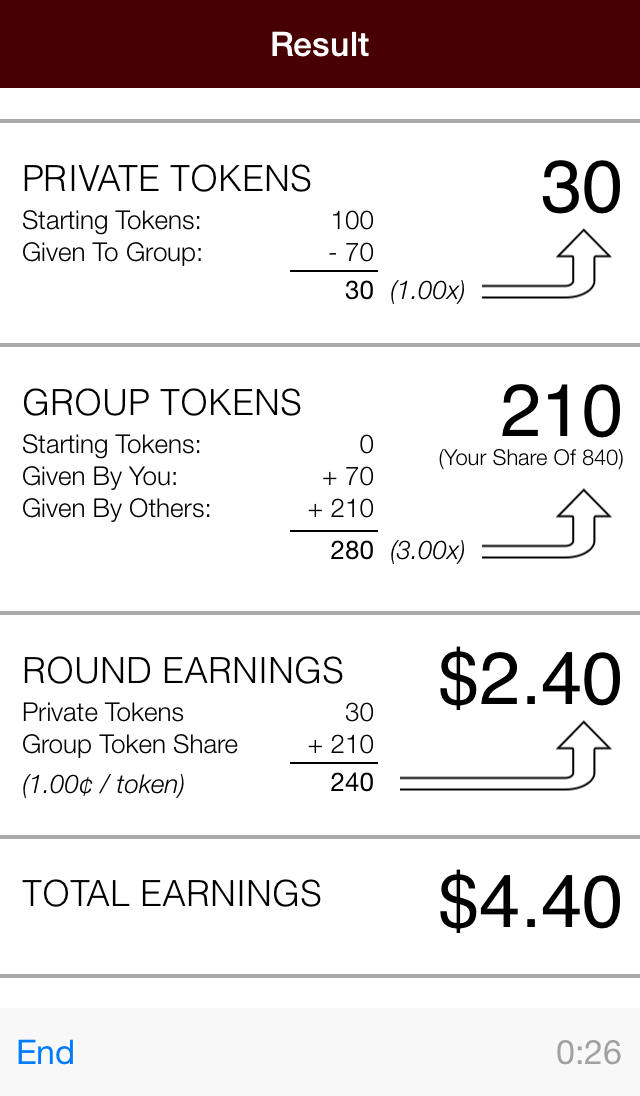 Result
PRIVATE TOKENS
30
Starting Tokens: 100
Given To Group: - 70
30 (1.00x)
GROUP TOKENS
210
(Your Share Of 840)
Starting Tokens: 0
Given By You: + 70
Given By Others: + 210
280 (3.00x)
ROUND EARNINGS
$2.40
Private Tokens 30
Group Token Share + 210
(1.00¢ / token) 240
TOTAL EARNINGS
$4.40
End 0:26